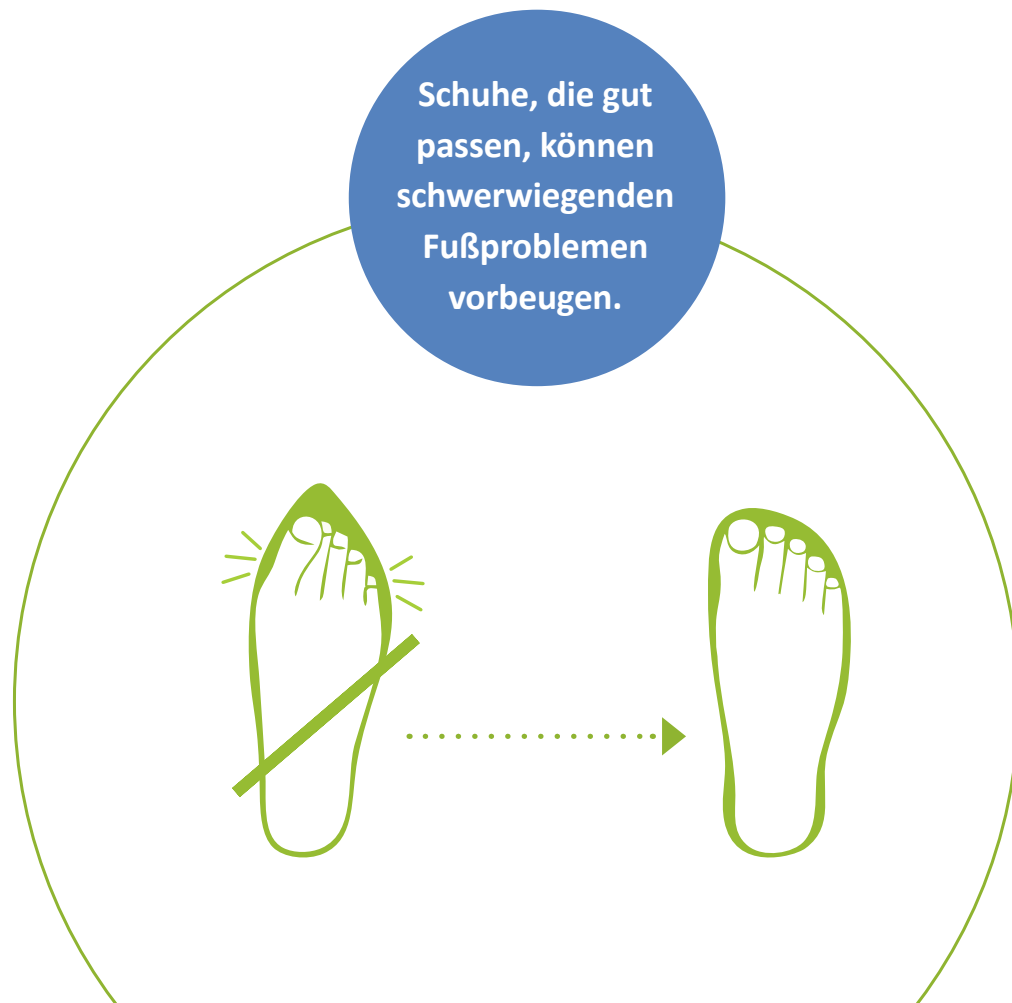 Schuhe, die gut
passen, können
schwerwiegenden
Fußproblemen
vorbeugen.